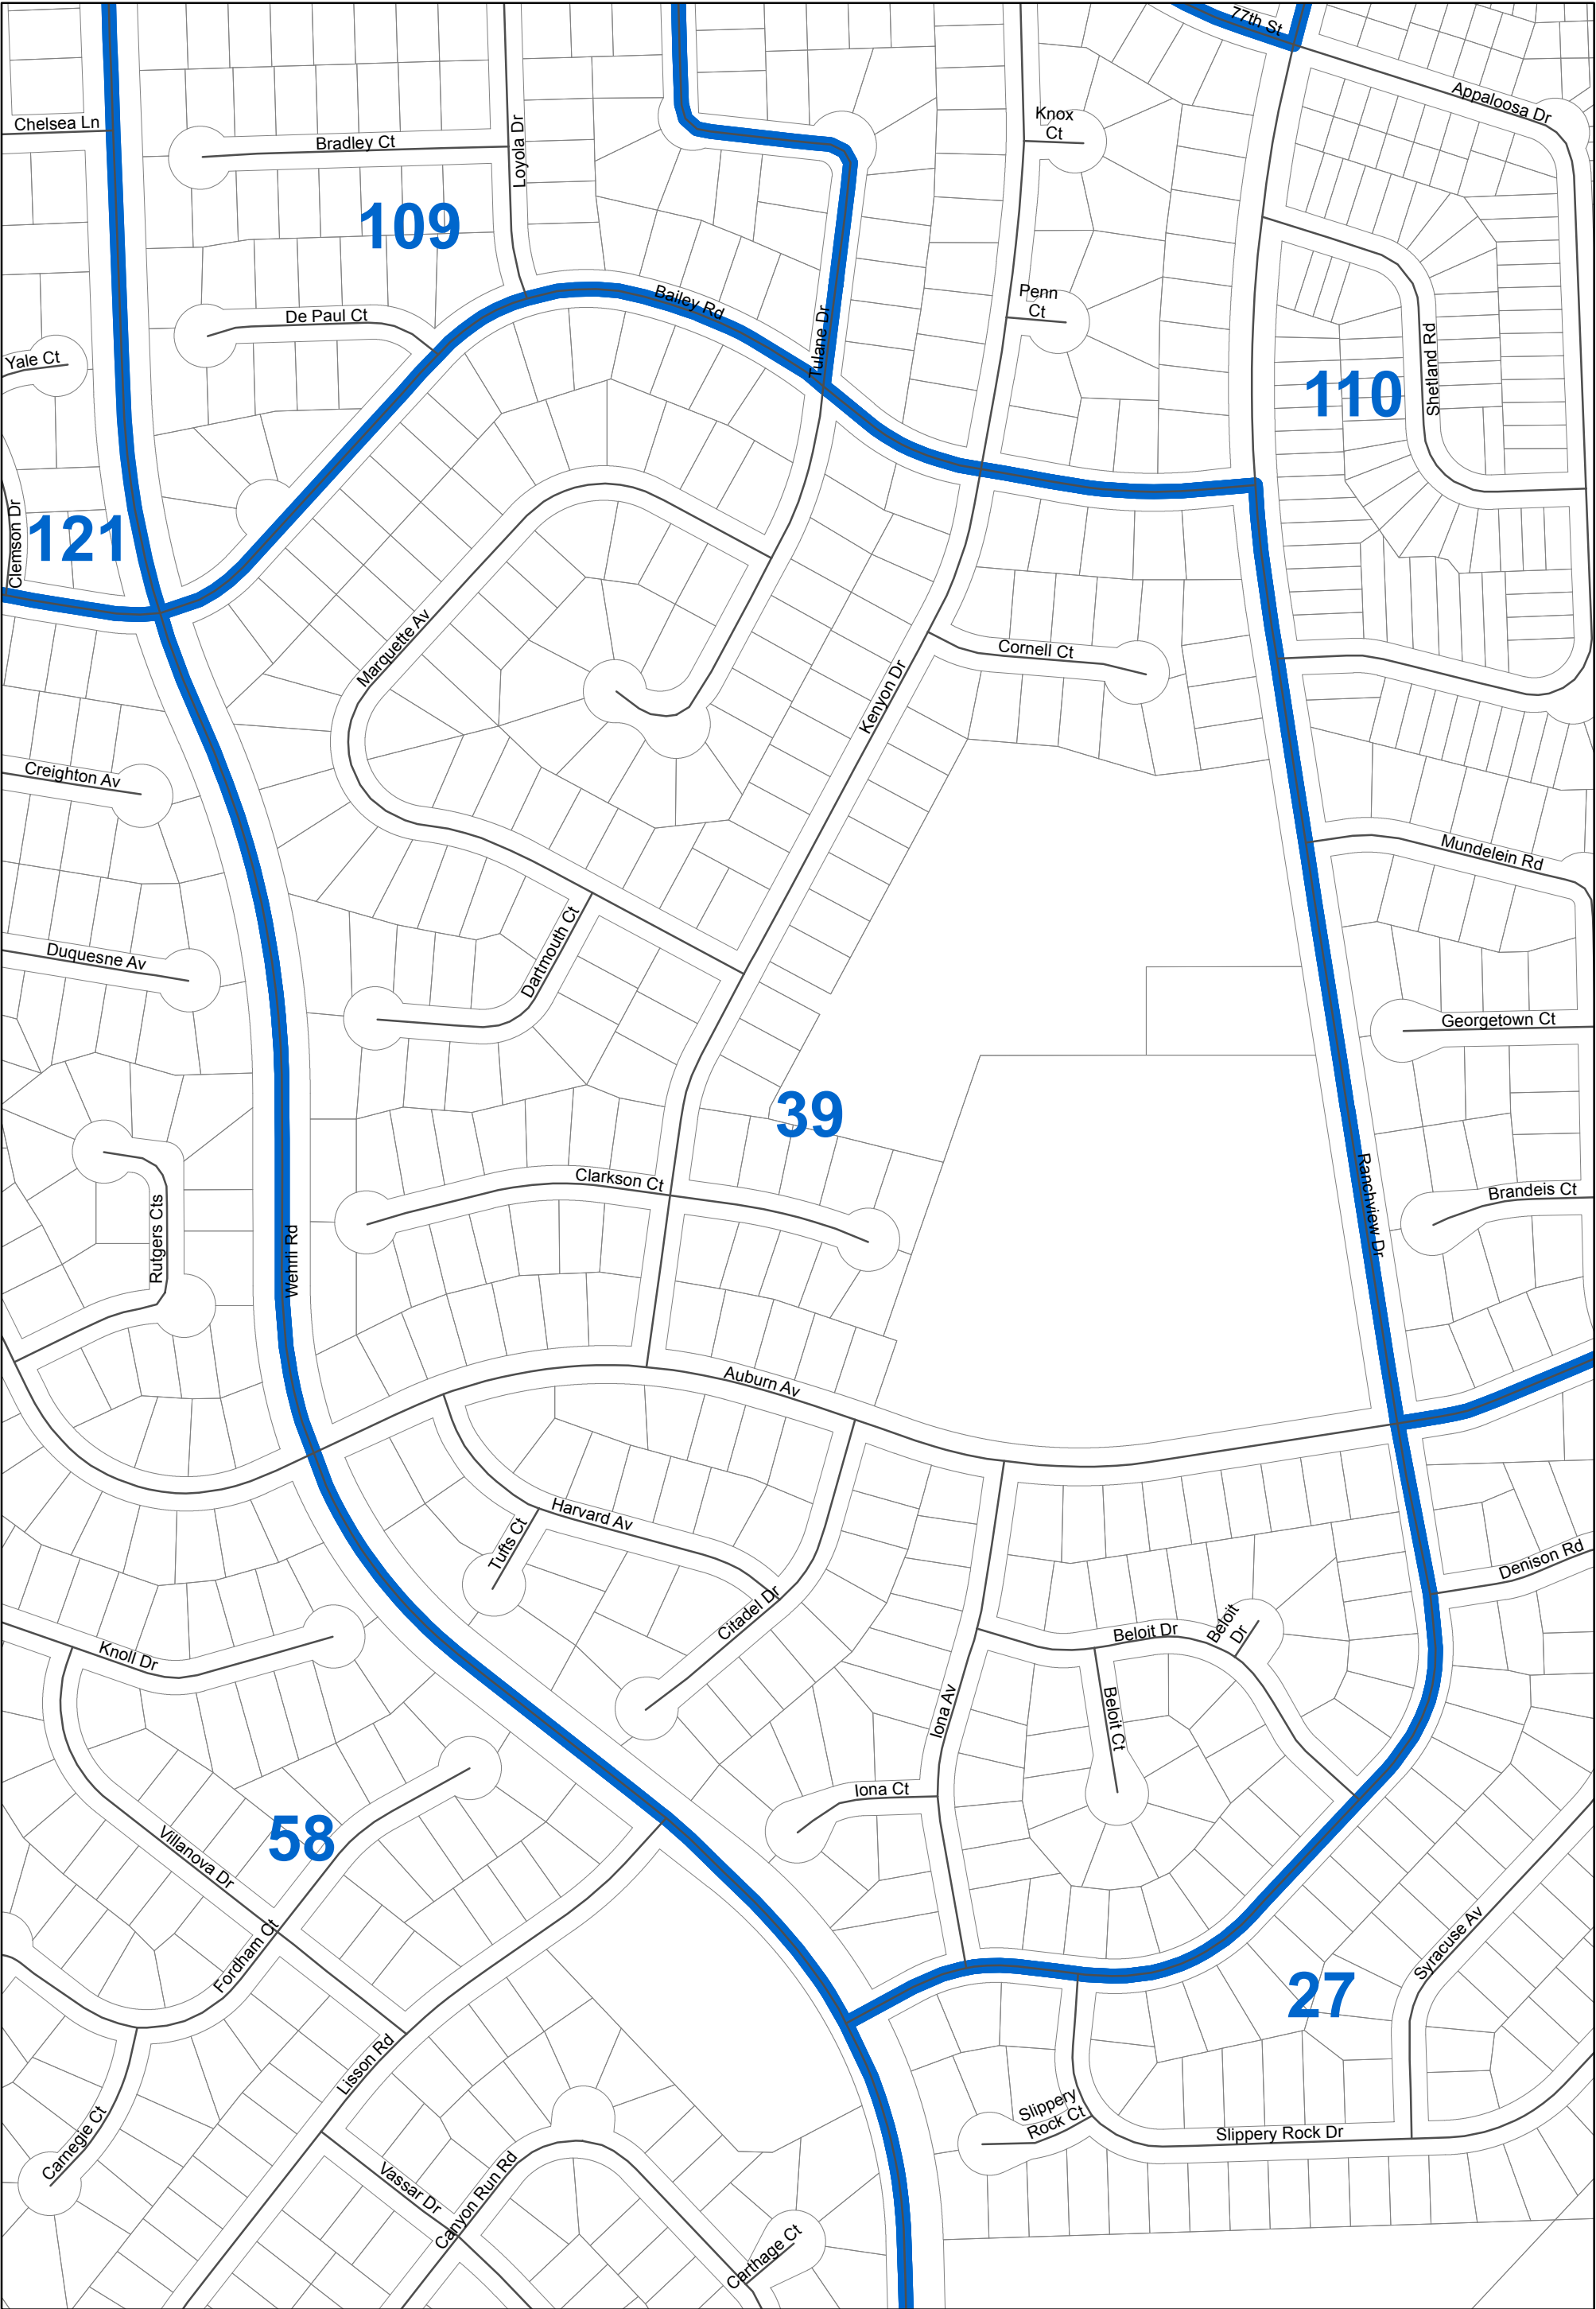 77th St
Appaloosa Dr
Chelsea Ln
Bradley Ct
Loyola Dr
Knox
Ct
109
Bailey Rd
Penn
Ct
De Paul Ct
Tulane Dr
Yale Ct
Shetland Rd
110
Clemson Dr
121
Marquette Av
Cornell Ct
Kenyon Dr
Creighton Av
Mundelein Rd
Duquesne Av
Dartmouth Ct
Georgetown Ct
39
Clarkson Ct
Ranchview Dr
Brandeis Ct
Rutgers Cts
Wehrli Rd
Auburn Av
Harvard Av
Tufts Ct
Denison Rd
Citadel Dr
Beloit Dr
Beloit
Dr
Knoll Dr
Iona Av
Beloit Ct
Iona Ct
58
Villanova Dr
Fordham Ct
Syracuse Av
27
Lisson Rd
Slippery
Rock Ct
Slippery Rock Dr
Carnegie Ct
Vassar Dr
Canyon Run Rd
Carthage Ct